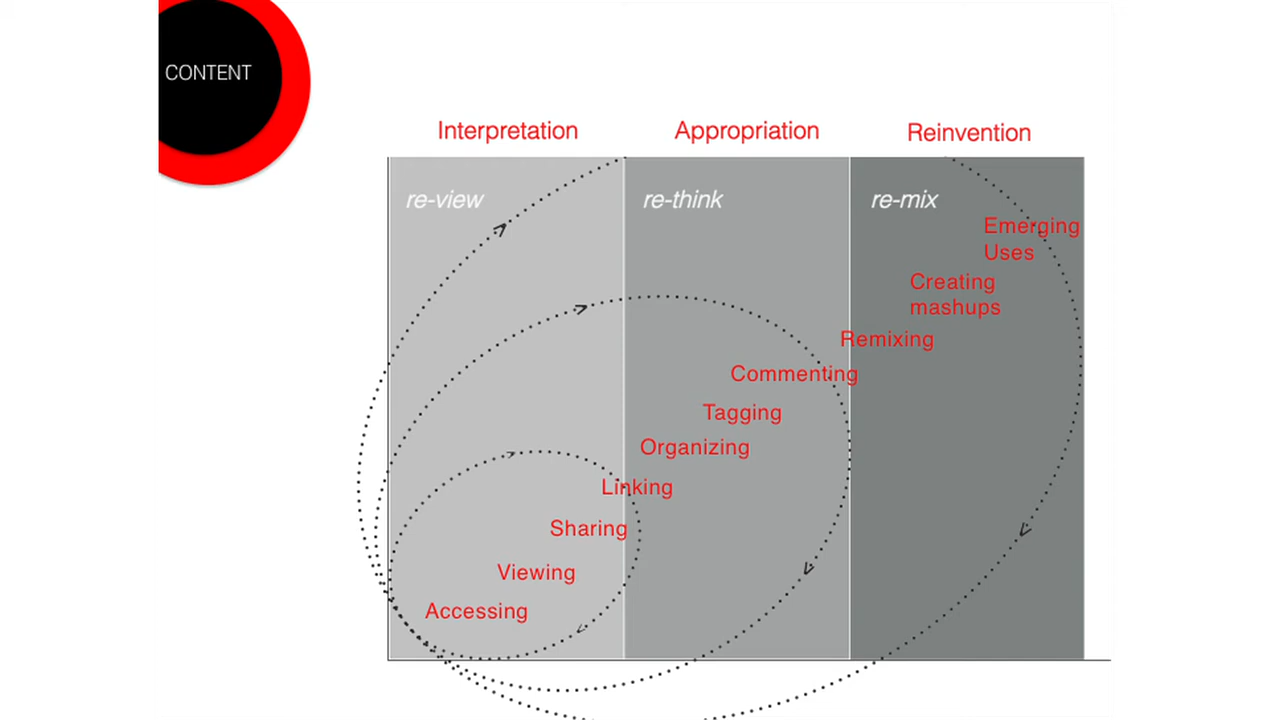 CONTENT
Interpretation
Appropriation
Reinvention
re-view
re-think
re-mix
Emerging
Uses
Creating
mashups
Remixing
Commenting
Tagging
Organizing
Linking
Sharing
Viewing
Accessing